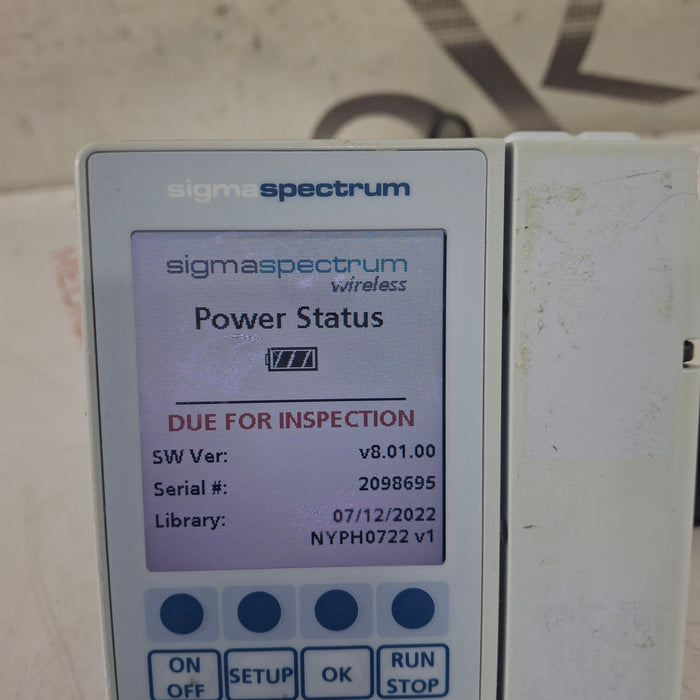 sigmaspectrum
sigmaspectrum
wireless
Power Status
DUE FOR INSPECTION
SW Ver: v8.01.00
Serial #: 2098695
Library: 07/12/2022
NYPH0722 v1
ON OFF SETUP OK RUN STOP